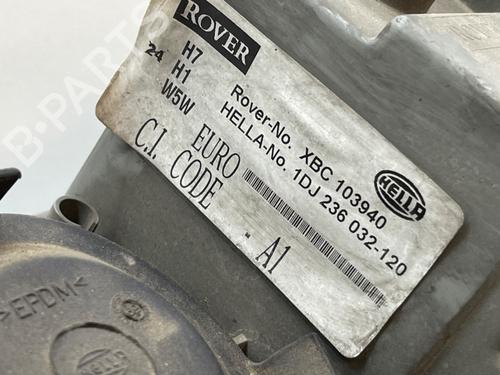 ROVER
H7
24 H1
W5W
Rover-No. XBC 103940
HELLA-No. 1DJ 236 032-120
EURO
C.I. CODE
A1
HELLA
>EPDM<
HELLA
B-PARTS